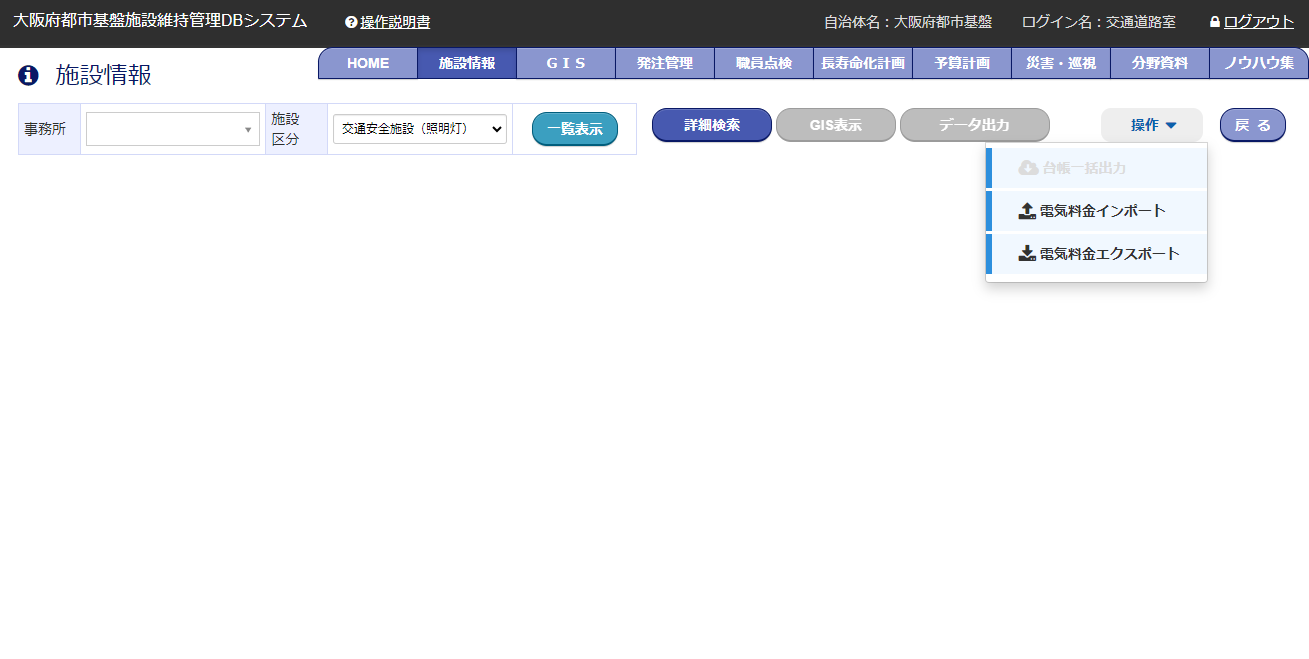 大阪府都市基盤施設維持管理DBシステム 操作説明書 自治体名：大阪府都市基盤 ログイン名：交通道路室 ログアウト
施設情報
HOME 施設情報 ＧＩＳ 発注管理 職員点検 長寿命化計画 予算計画 災害・巡視 分野資料 ノウハウ集
事務所 施設区分 交通安全施設（照明灯） 一覧表示 詳細検索 GIS表示 データ出力 操作 戻 る
台帳一括出力
電気料金インポート
電気料金エクスポート